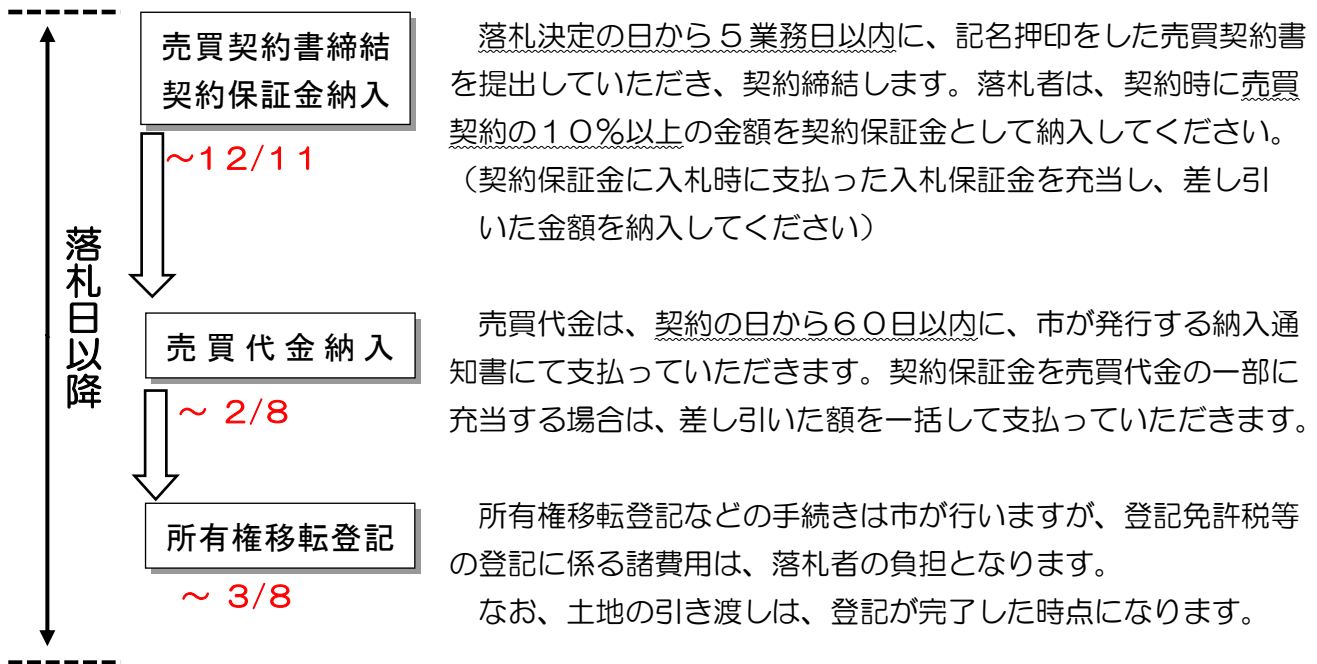 落札日以降
売買契約書締結
契約保証金納入
～12/11
落札決定の日から5業務日以内に、記名押印をした売買契約書
を提出していただき、契約締結します。落札者は、契約時に売買
契約の10％以上の金額を契約保証金として納入してください。
（契約保証金に入札時に支払った入札保証金を充当し、差し引
いた金額を納入してください）
売買代金納入
～ 2/8
売買代金は、契約の日から60日以内に、市が発行する納入通
知書にて支払っていただきます。契約保証金を売買代金の一部に
充当する場合は、差し引いた額を一括して支払っていただきます。
所有権移転登記
～ 3/8
所有権移転登記などの手続きは市が行いますが、登記免許税等
の登記に係る諸費用は、落札者の負担となります。
なお、土地の引き渡しは、登記が完了した時点になります。